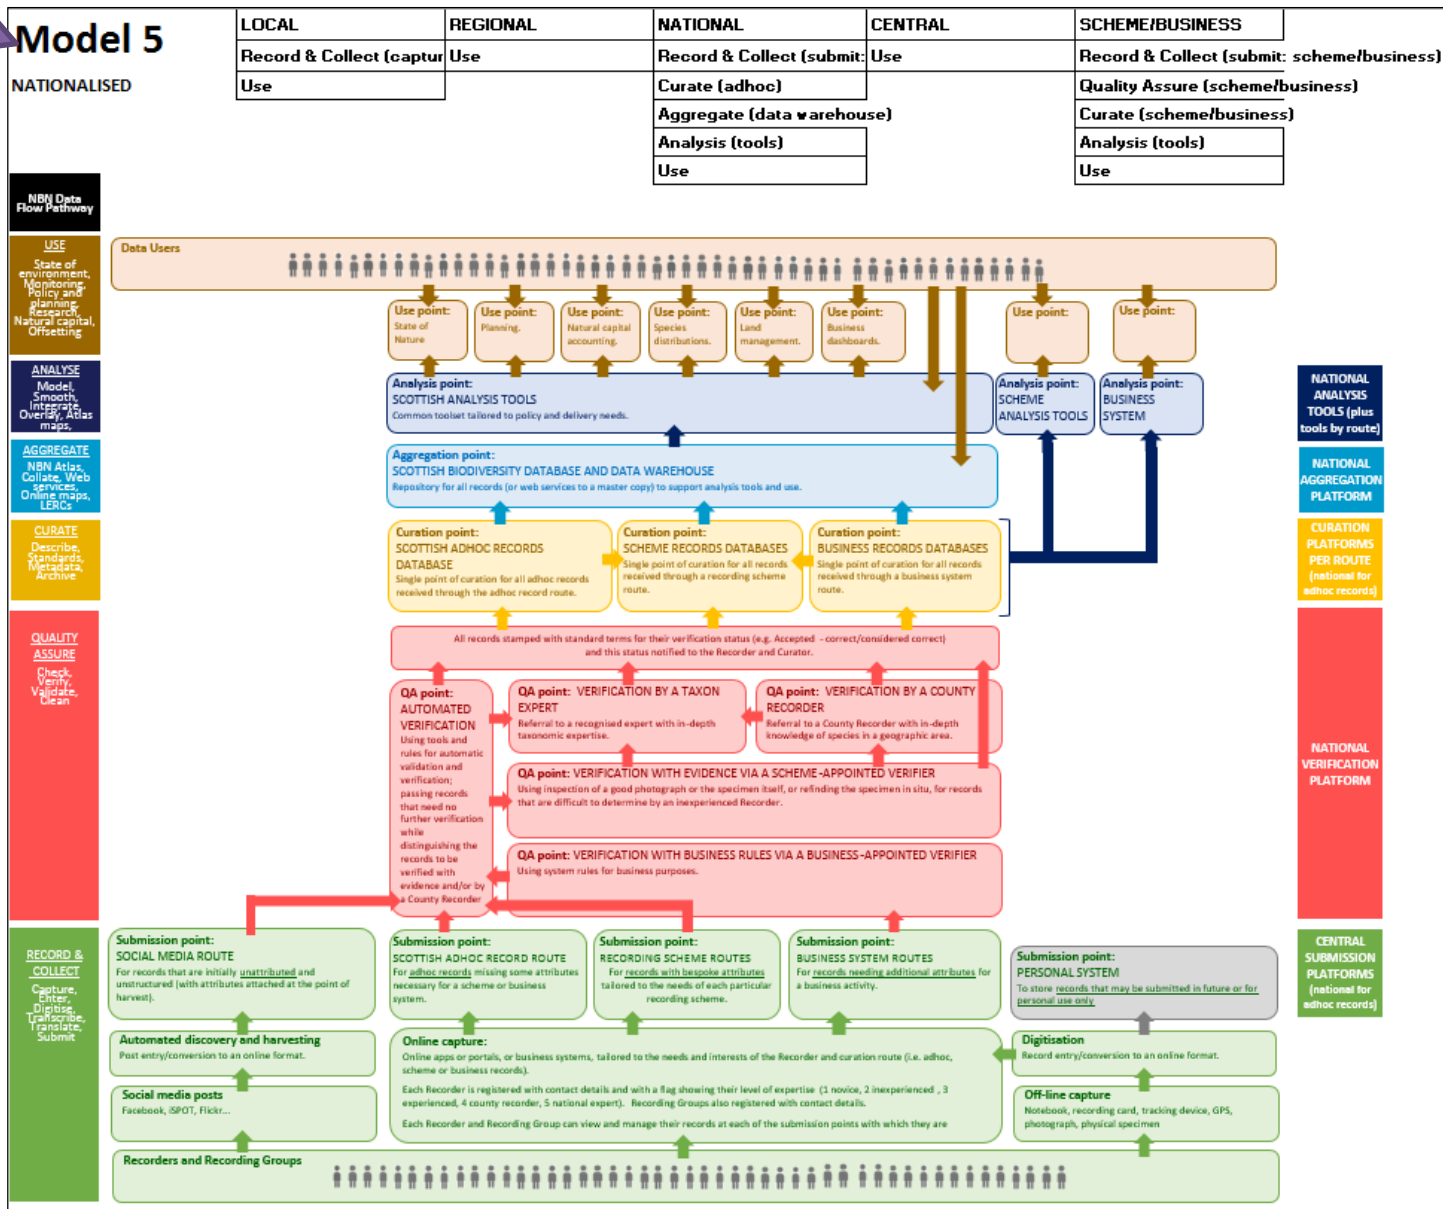 Model 5
NATIONALISED
LOCAL
REGIONAL
NATIONAL
CENTRAL
SCHEME/BUSINESS
Record & Collect (captur
Use
Record & Collect (submit:
Use
Record & Collect (submit: scheme/business)
Use
Curate (adhoc)
Quality Assure (scheme/business)
Aggregate (data warehouse)
Curate (scheme/business)
Analysis (tools)
Analysis (tools)
Use
Use
NBN Data
Flow Pathway
USE
State of
environment,
Monitoring,
Policy and
planning,
Research,
Natural capital,
Offsetting
Data Users
Use point:
State of
Nature
Use point:
Planning.
Use point:
Natural capital
accounting.
Use point:
Species
distributions.
Use point:
Land
management.
Use point:
Business
dashboards.
Use point:
Use point:
ANALYSE
Model,
Smooth,
Integrate,
Overlay, Atlas
maps,
Analysis point:
SCOTTISH ANALYSIS TOOLS
Common toolset tailored to policy and delivery needs.
Analysis point:
SCHEME
ANALYSIS TOOLS
Analysis point:
BUSINESS
SYSTEM
NATIONAL
ANALYSIS
TOOLS (plus
tools by route)
AGGREGATE
NBN Atlas,
Collate, Web
services,
Online maps,
LERCs
Aggregation point:
SCOTTISH BIODIVERSITY DATABASE AND DATA WAREHOUSE
Repository for all records (or web services to a master copy) to support analysis tools and use.
NATIONAL
AGGREGATION
PLATFORM
CURATE
Describe,
Standards,
Metadata,
Archive
Curation point:
SCOTTISH ADHOC RECORDS
DATABASE
Single point of curation for all adhoc records
received through the adhoc record route.
Curation point:
SCHEME RECORDS DATABASES
Single point of curation for all records
received through a recording scheme
route.
Curation point:
BUSINESS RECORDS DATABASES
Single point of curation for all records
received through a business system
route.
CURATION
PLATFORMS
PER ROUTE
(national for
adhoc records)
QUALITY
ASSURE
Check,
Verify,
Validate,
Clean
All records stamped with standard terms for their verification status (e.g. Accepted - correct/considered correct)
and this status notified to the Recorder and Curator.
QA point:
AUTOMATED
VERIFICATION
Using tools and
rules for automatic
validation and
verification;
passing records
that need no
further verification
while
distinguishing the
records to be
verified with
evidence and/or by
a County Recorder
QA point: VERIFICATION BY A TAXON
EXPERT
Referral to a recognised expert with in-depth
taxonomic expertise.
QA point: VERIFICATION BY A COUNTY
RECORDER
Referral to a County Recorder with in-depth
knowledge of species in a geographic area.
QA point: VERIFICATION WITH EVIDENCE VIA A SCHEME-APPOINTED VERIFIER
Using inspection of a good photograph or the specimen itself, or refinding the specimen in situ, for records
that are difficult to determine by an inexperienced Recorder.
QA point: VERIFICATION WITH BUSINESS RULES VIA A BUSINESS-APPOINTED VERIFIER
Using system rules for business purposes.
NATIONAL
VERIFICATION
PLATFORM
RECORD &
COLLECT
Capture,
Enter,
Digitise,
Transcribe,
Translate,
Submit
Submission point:
SOCIAL MEDIA ROUTE
For records that are initially unattributed and
unstructured (with attributes attached at the point of
harvest).
Submission point:
SCOTTISH ADHOC RECORD ROUTE
For adhoc records missing some attributes
necessary for a scheme or business
system.
Submission point:
RECORDING SCHEME ROUTES
For records with bespoke attributes
tailored to the needs of each particular
recording scheme.
Submission point:
BUSINESS SYSTEM ROUTES
For records needing additional attributes for
a business activity.
Submission point:
PERSONAL SYSTEM
To store records that may be submitted in future or for
personal use only
CENTRAL
SUBMISSION
PLATFORMS
(national for
adhoc records)
Automated discovery and harvesting
Post entry/conversion to an online format.
Online capture:
Online apps or portals, or business systems, tailored to the needs and interests of the Recorder and curation route (i.e. adhoc,
scheme or business records).
Each Recorder is registered with contact details and with a flag showing their level of expertise (1 novice, 2 inexperienced , 3
experienced, 4 county recorder, 5 national expert). Recording Groups also registered with contact details.
Each Recorder and Recording Group can view and manage their records at each of the submission points with which they are
Digitisation
Record entry/conversion to an online format.
Social media posts
Facebook, iSPOT, Flickr...
Off-line capture
Notebook, recording card, tracking device, GPS,
photograph, physical specimen
Recorders and Recording Groups